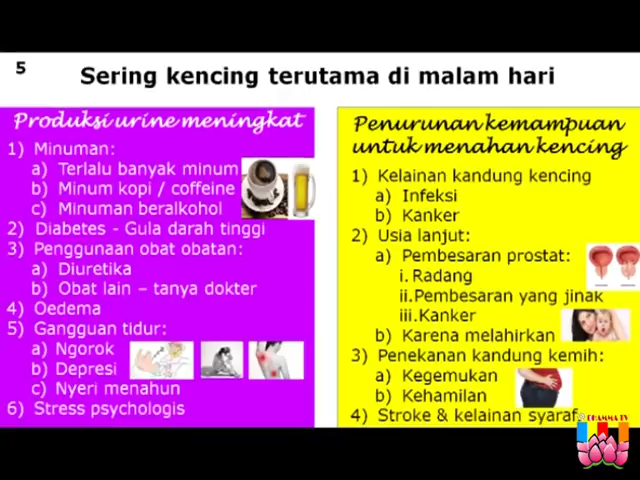 5
Sering kencing terutama di malam hari
Produksi urine meningkat
1) Minuman:
a) Terlalu banyak minum
b) Minum kopi / coffeine
c) Minuman beralkohol
2) Diabetes - Gula darah tinggi
3) Penggunaan obat obatan:
a) Diuretika
b) Obat lain – tanya dokter
4) Oedema
5) Gangguan tidur:
a) Ngorok
b) Depresi
c) Nyeri menahun
6) Stress psychologis
Penurunan kemampuan
untuk menahan kencing
1) Kelainan kandung kencing
a) Infeksi
b) Kanker
2) Usia lanjut:
a) Pembesaran prostat:
i. Radang
ii.Pembesaran yang jinak
iii.Kanker
b) Karena melahirkan
3) Penekanan kandung kemih:
a) Kegemukan
b) Kehamilan
4) Stroke & kelainan syaraf
DHAMMA TV